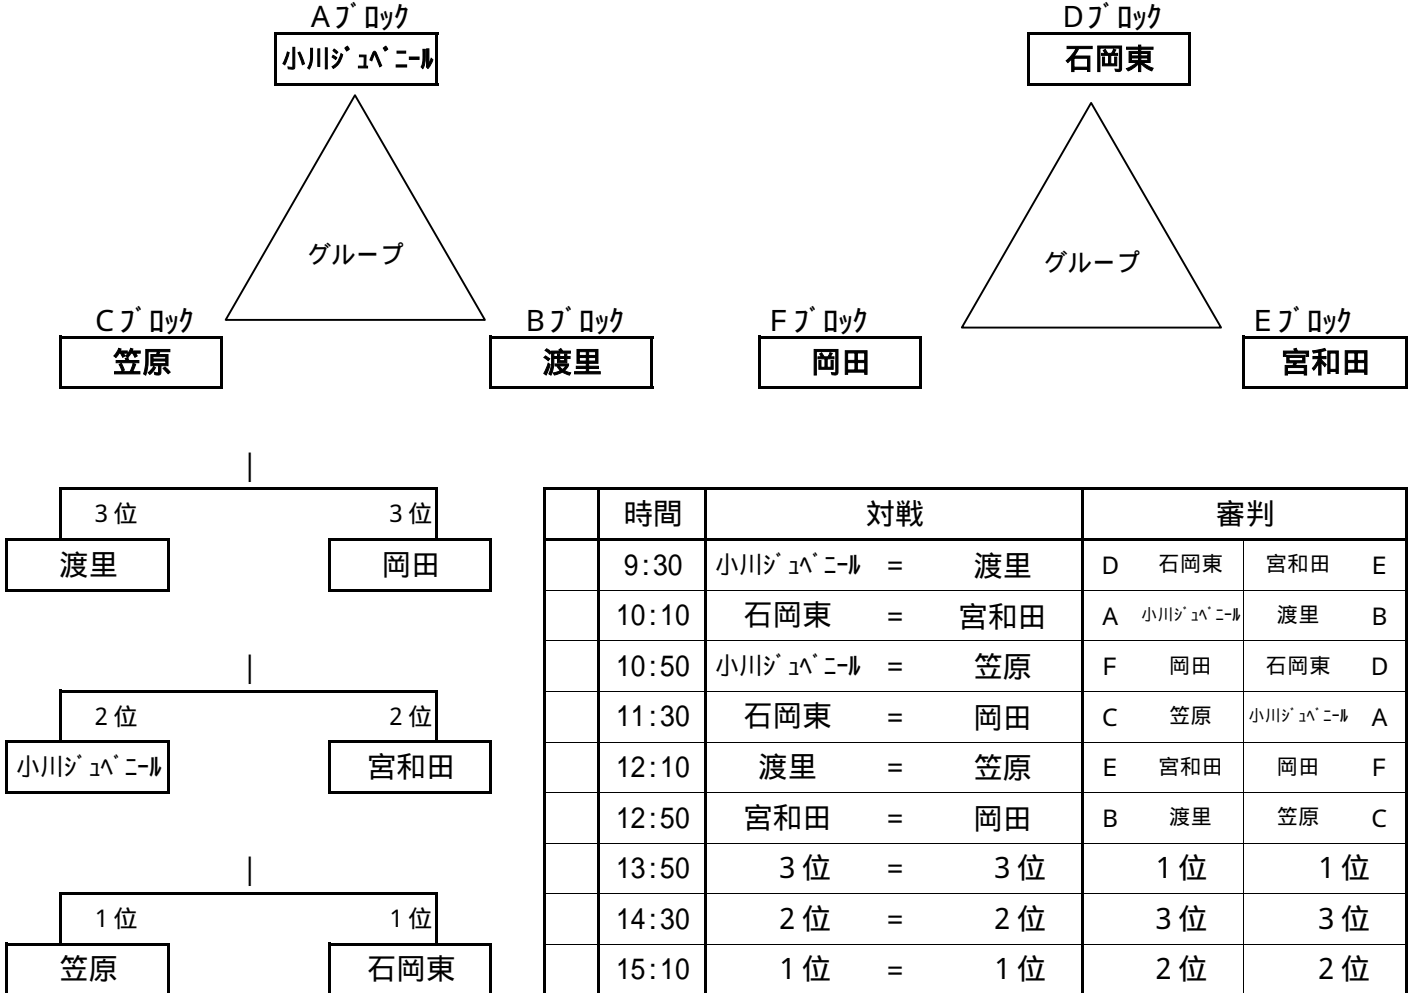 Aﾌﾞﾛｯｸ Dﾌﾞﾛｯｸ
小川ｼﾞｭﾍﾞﾆｰﾙ 石岡東
グループ グループ
Cﾌﾞﾛｯｸ Bﾌﾞﾛｯｸ Fﾌﾞﾛｯｸ Eﾌﾞﾛｯｸ
笠原 渡里 岡田 宮和田
3位 3位
渡里 岡田
2位 2位
小川ｼﾞｭﾍﾞﾆｰﾙ 宮和田
1位 1位
笠原 石岡東
時間 対戦 審判
9:30 小川ｼﾞｭﾍﾞﾆｰﾙ = 渡里 D 石岡東 宮和田 E
10:10 石岡東 = 宮和田 A 小川ｼﾞｭﾍﾞﾆｰﾙ 渡里 B
10:50 小川ｼﾞｭﾍﾞﾆｰﾙ = 笠原 F 岡田 石岡東 D
11:30 石岡東 = 岡田 C 笠原 小川ｼﾞｭﾍﾞﾆｰﾙ A
12:10 渡里 = 笠原 E 宮和田 岡田 F
12:50 宮和田 = 岡田 B 渡里 笠原 C
13:50 3位 = 3位 1位 1位
14:30 2位 = 2位 3位 3位
15:10 1位 = 1位 2位 2位